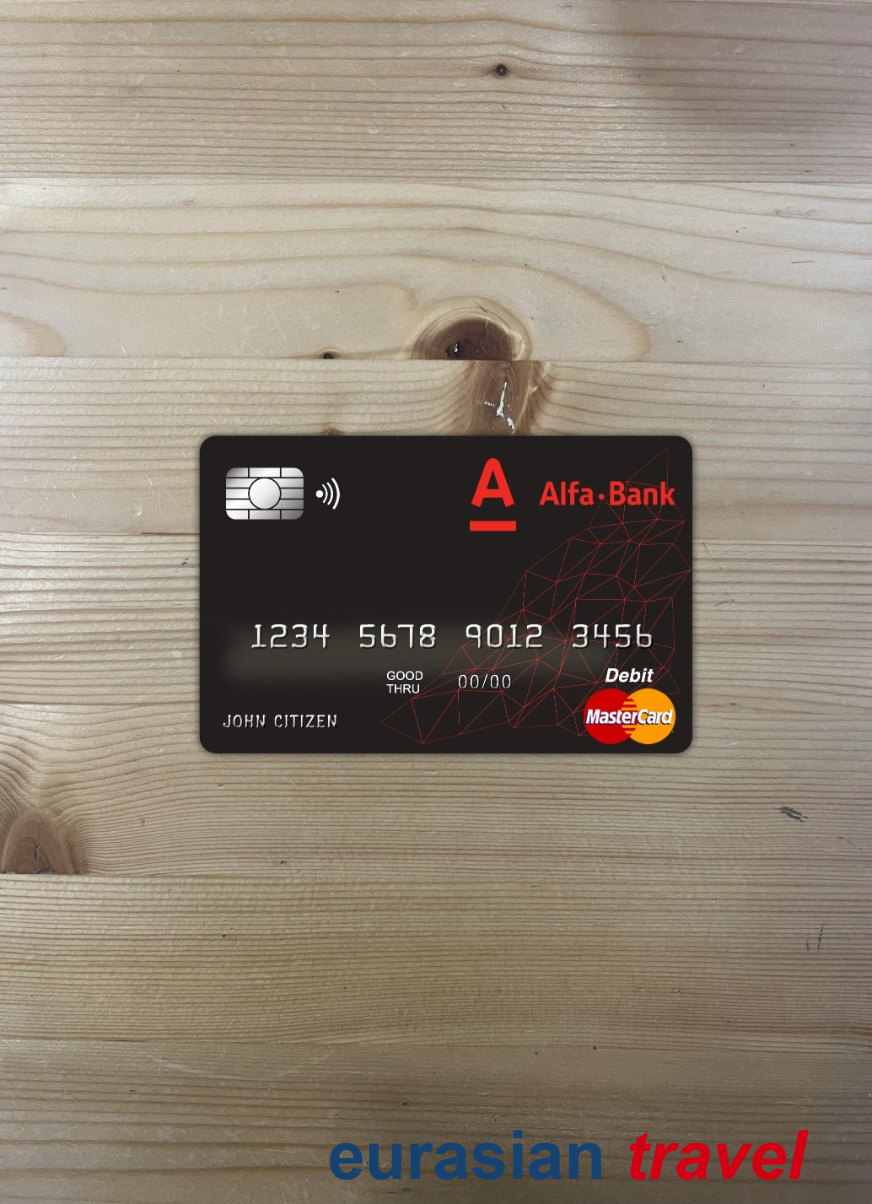 A Alfa·Bank
1234 5678 9012 3456
Debit
GOOD THRU 00/00
JOHN CITIZEN
MasterCard
eurasian travel